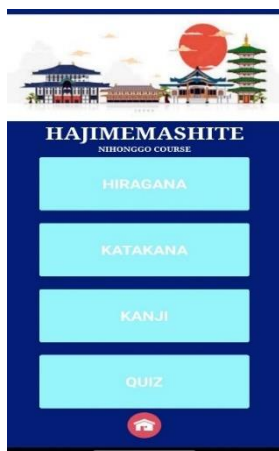 HAJIMEMASHITE
NIHONGGO COURSE
HIRAGANA
KATAKANA
KANJI
QUIZ